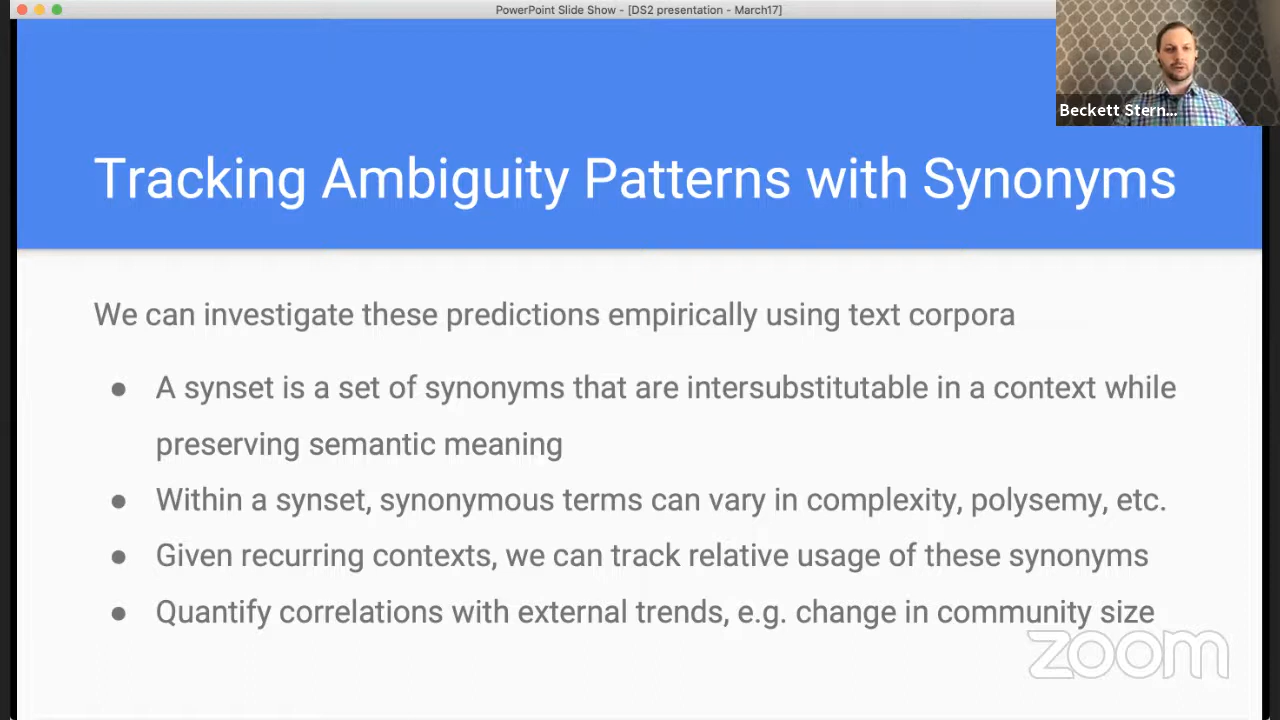 PowerPoint Slide Show - [DS2 presentation - March17]
Beckett Stern...
Tracking Ambiguity Patterns with Synonyms
We can investigate these predictions empirically using text corpora
● A synset is a set of synonyms that are intersubstitutable in a context while
preserving semantic meaning
● Within a synset, synonymous terms can vary in complexity, polysemy, etc.
● Given recurring contexts, we can track relative usage of these synonyms
● Quantify correlations with external trends, e.g. change in community size
zoom